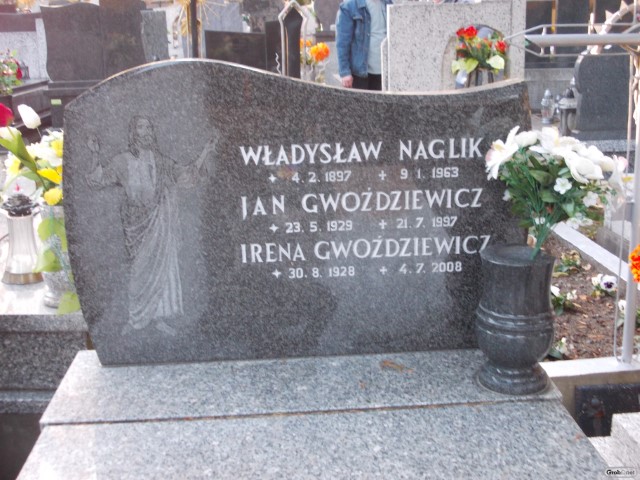 WŁADYSŁAW NAGLIK
+ 4. 2. 1897 + 9. 1. 1963
JAN GWOŹDZIEWICZ
+ 23. 5. 1929 + 21. 7. 1997
IRENA GWOŹDZIEWICZ
+ 30. 8. 1928 + 4. 7. 2008